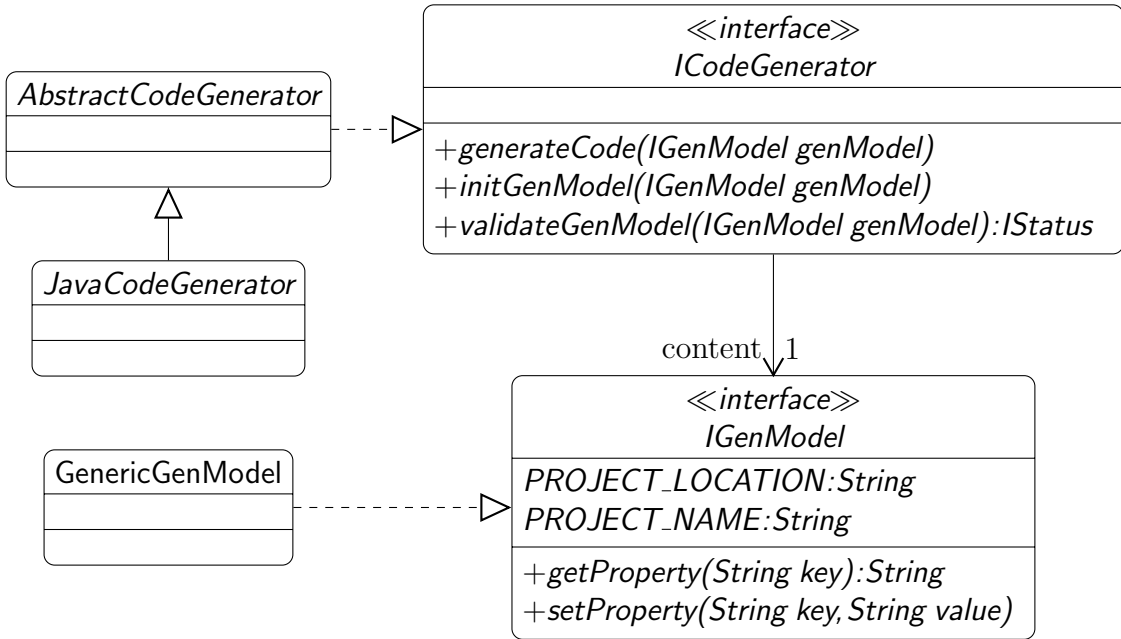 ≪interface≫
ICodeGenerator
+generateCode(IGenModel genModel)
+initGenModel(IGenModel genModel)
+validateGenModel(IGenModel genModel):IStatus
AbstractCodeGenerator
JavaCodeGenerator
content 1
≪interface≫
IGenModel
PROJECT_LOCATION:String
PROJECT_NAME:String
+getProperty(String key):String
+setProperty(String key, String value)
GenericGenModel